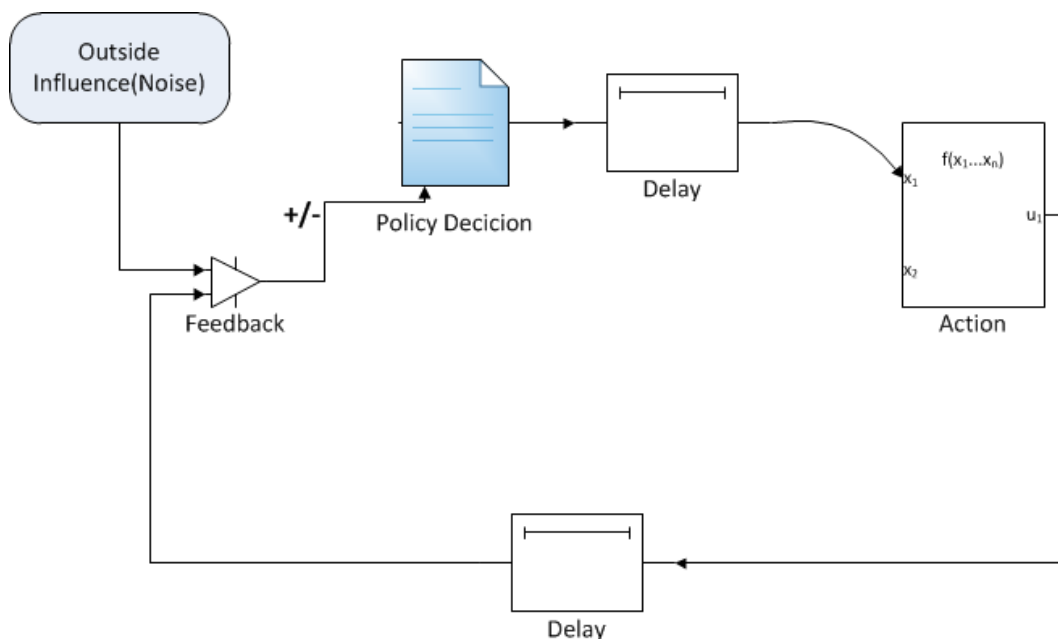 Outside
Influence(Noise)
Policy Decicion
Delay
f(x₁...xₙ)
x₁
u₁
x₂
Action
+/-
Feedback
Delay